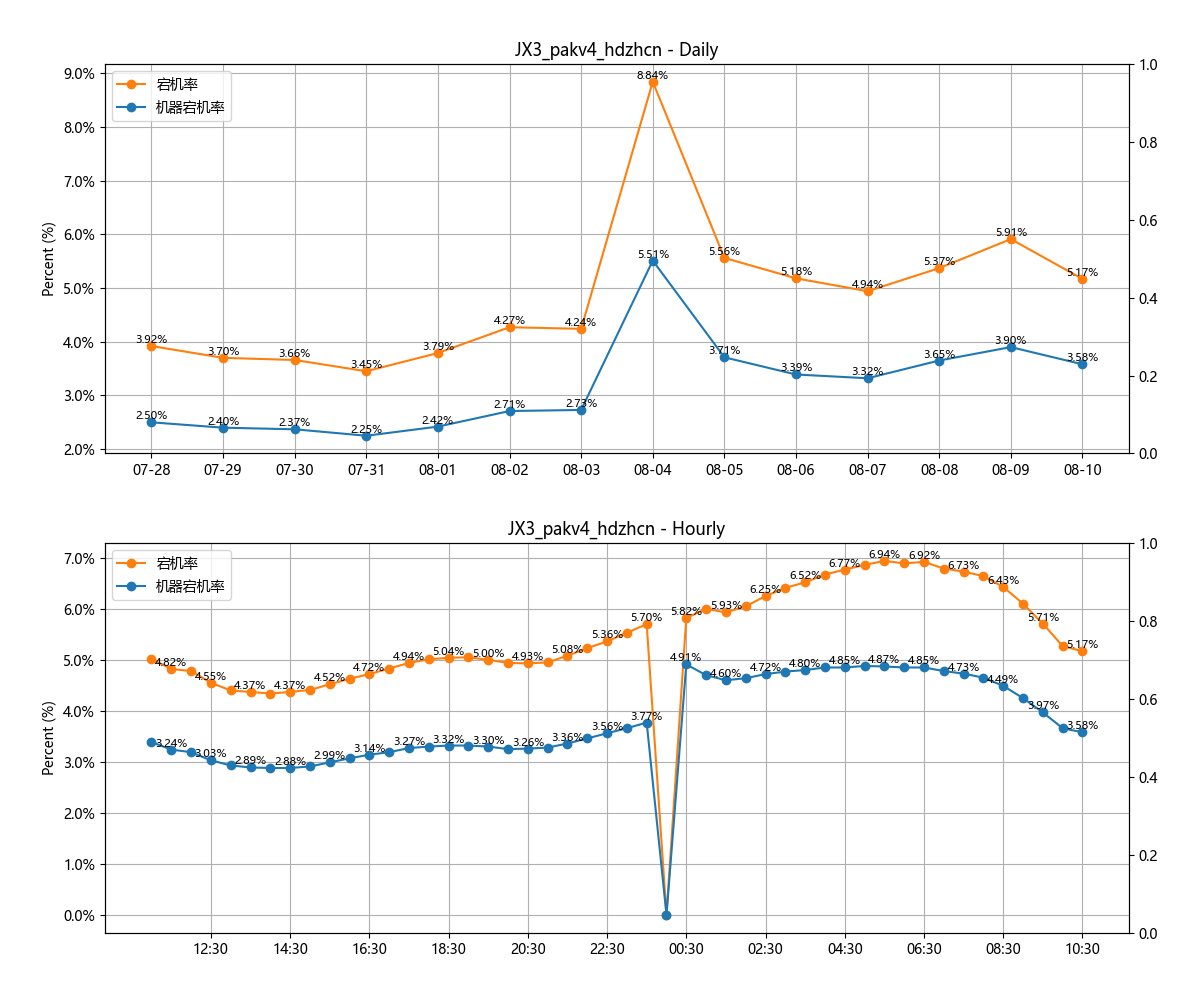 JX3_pakv4_hdzhcn - Daily
宕机率
机器宕机率
Percent (%)
9.0%
8.0%
7.0%
6.0%
5.0%
4.0%
3.0%
2.0%
1.0
0.8
0.6
0.4
0.2
0.0
3.92% 3.70% 3.66% 3.45% 3.79% 4.27% 4.24% 8.84% 5.56% 5.18% 4.94% 5.37% 5.91% 5.17%
2.50% 2.40% 2.37% 2.25% 2.42% 2.71% 2.73% 5.51% 3.71% 3.39% 3.32% 3.65% 3.90% 3.58%
07-28 07-29 07-30 07-31 08-01 08-02 08-03 08-04 08-05 08-06 08-07 08-08 08-09 08-10
JX3_pakv4_hdzhcn - Hourly
宕机率
机器宕机率
Percent (%)
7.0%
6.0%
5.0%
4.0%
3.0%
2.0%
1.0%
0.0%
1.0
0.8
0.6
0.4
0.2
0.0
4.82% 4.55% 4.37% 4.37% 4.52% 4.72% 4.94% 5.04% 5.00% 4.93% 5.08% 5.36% 5.70% 5.82% 5.93% 6.25% 6.52% 6.77% 6.94% 6.92% 6.73% 6.43% 5.71% 5.17%
3.24% 3.03% 2.89% 2.88% 2.99% 3.14% 3.27% 3.32% 3.30% 3.26% 3.36% 3.56% 3.77% 4.91% 4.60% 4.72% 4.80% 4.85% 4.87% 4.85% 4.73% 4.49% 3.97% 3.58%
12:30 14:30 16:30 18:30 20:30 22:30 00:30 02:30 04:30 06:30 08:30 10:30